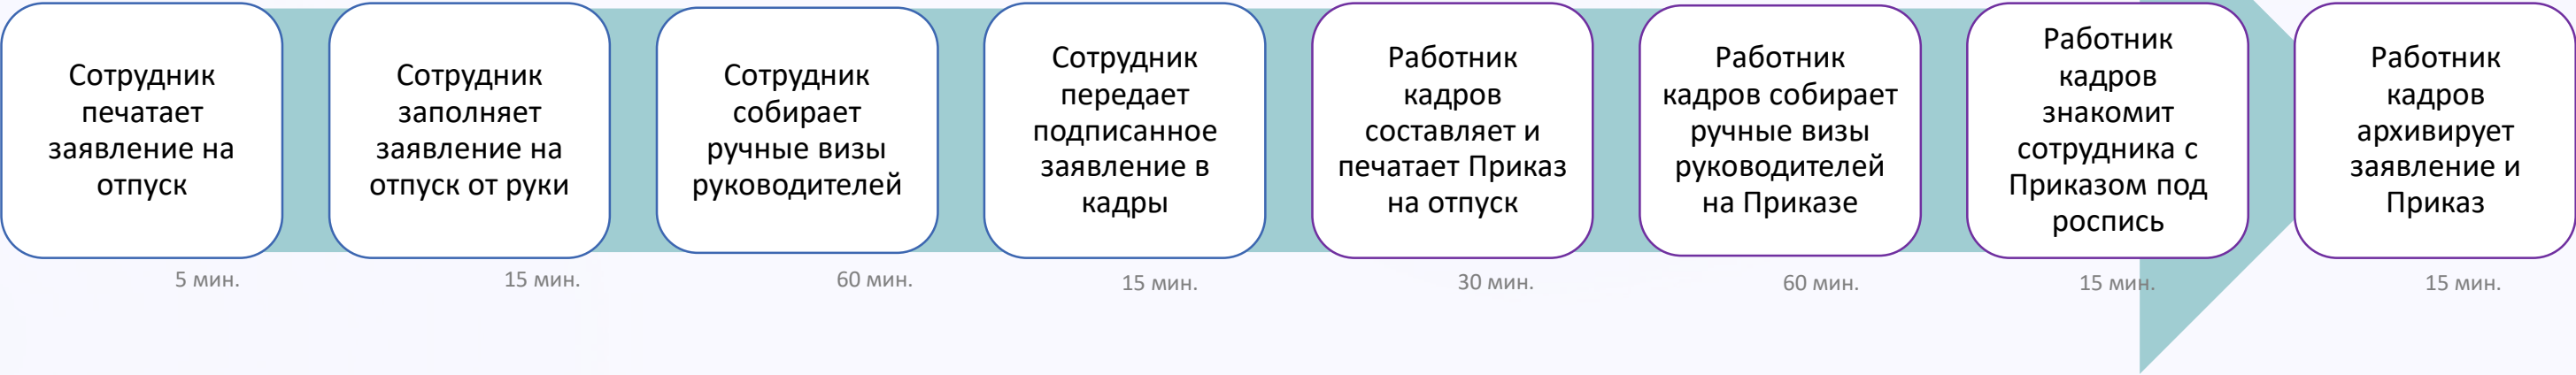 Сотрудник
печатает
заявление на
отпуск
5 мин.
Сотрудник
заполняет
заявление на
отпуск от руки
15 мин.
Сотрудник
собирает
ручные визы
руководителей
60 мин.
Сотрудник
передает
подписанное
заявление в
кадры
15 мин.
Работник
кадров
составляет и
печатает Приказ
на отпуск
30 мин.
Работник
кадров собирает
ручные визы
руководителей
на Приказе
60 мин.
Работник
кадров
знакомит
сотрудника с
Приказом под
роспись
15 мин.
Работник
кадров
архивирует
заявление и
Приказ
15 мин.